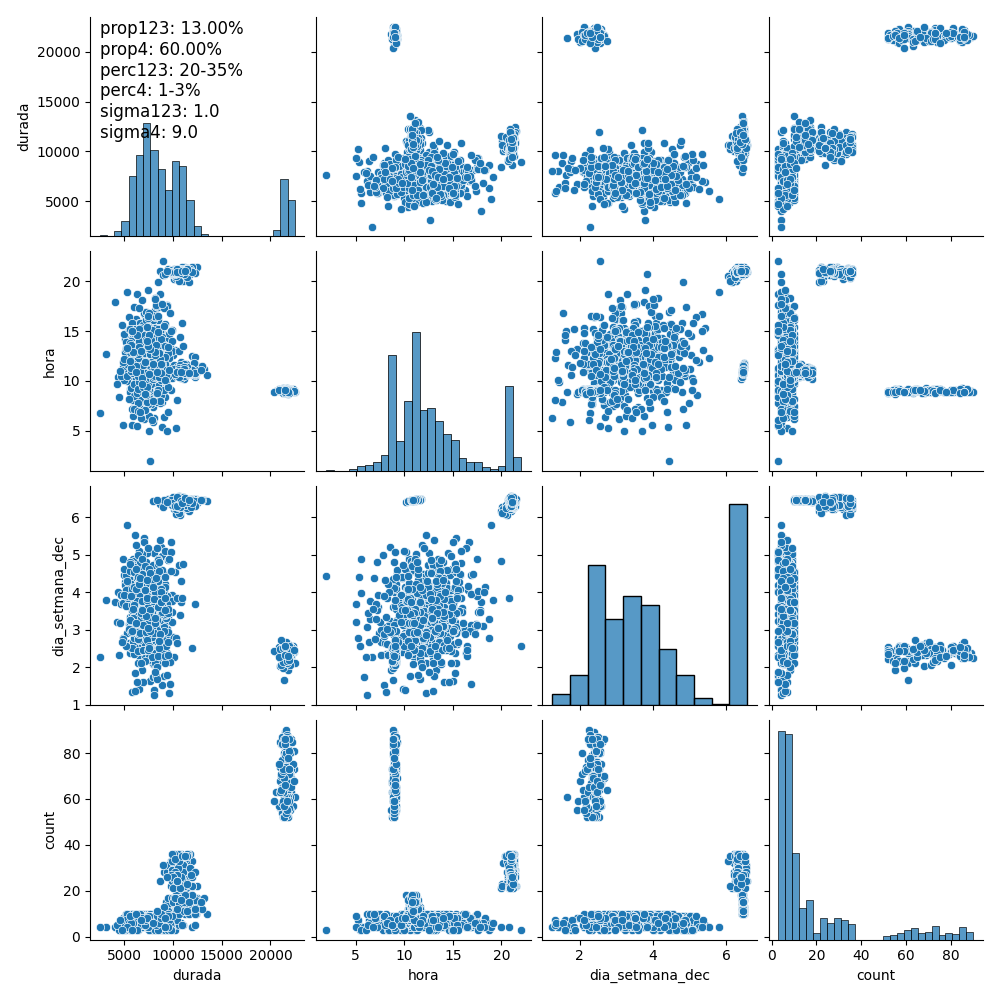 prop123: 13.00%
prop4: 60.00%
perc123: 20-35%
perc4: 1-3%
sigma123: 1.0
sigma4: 9.0
20000
15000
10000
5000
durada
20
15
10
5
hora
6
5
4
3
2
1
dia_setmana_dec
80
60
40
20
0
count
5000 10000 15000 20000
durada
5 10 15 20
hora
2 4 6
dia_setmana_dec
0 20 40 60 80
count